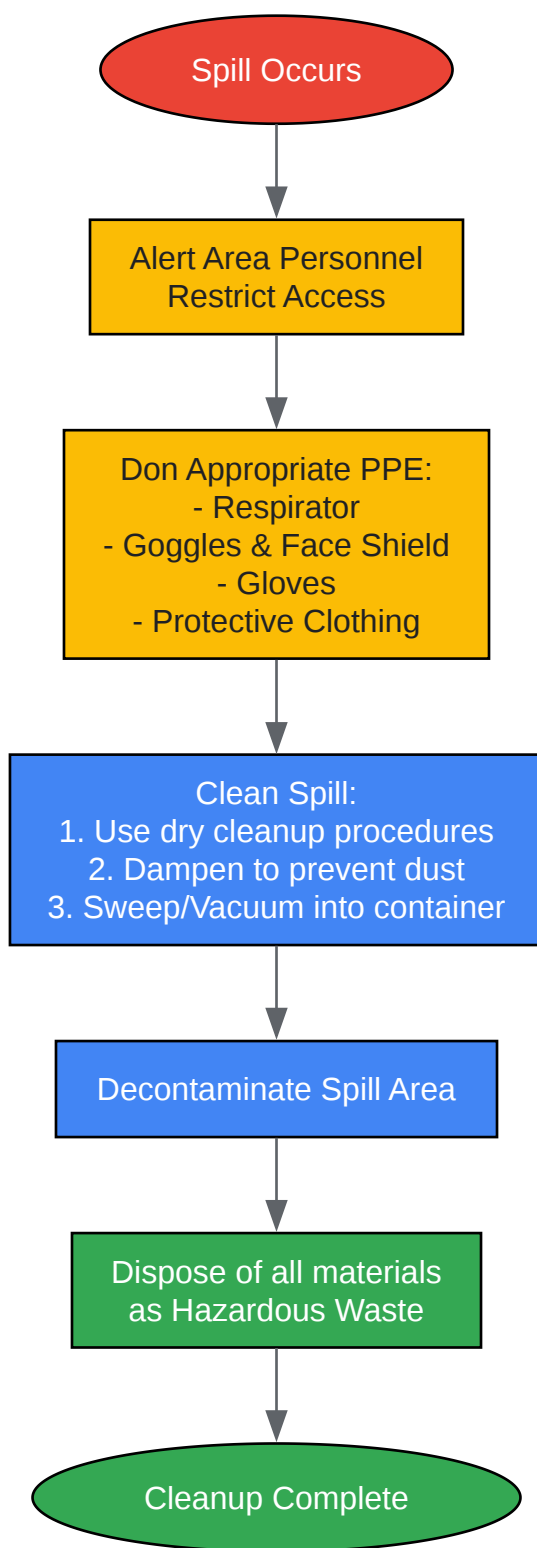 Spill Occurs
Alert Area Personnel
Restrict Access
Don Appropriate PPE:
- Respirator
- Goggles & Face Shield
- Gloves
- Protective Clothing
Clean Spill:
1. Use dry cleanup procedures
2. Dampen to prevent dust
3. Sweep/Vacuum into container
Decontaminate Spill Area
Dispose of all materials
as Hazardous Waste
Cleanup Complete